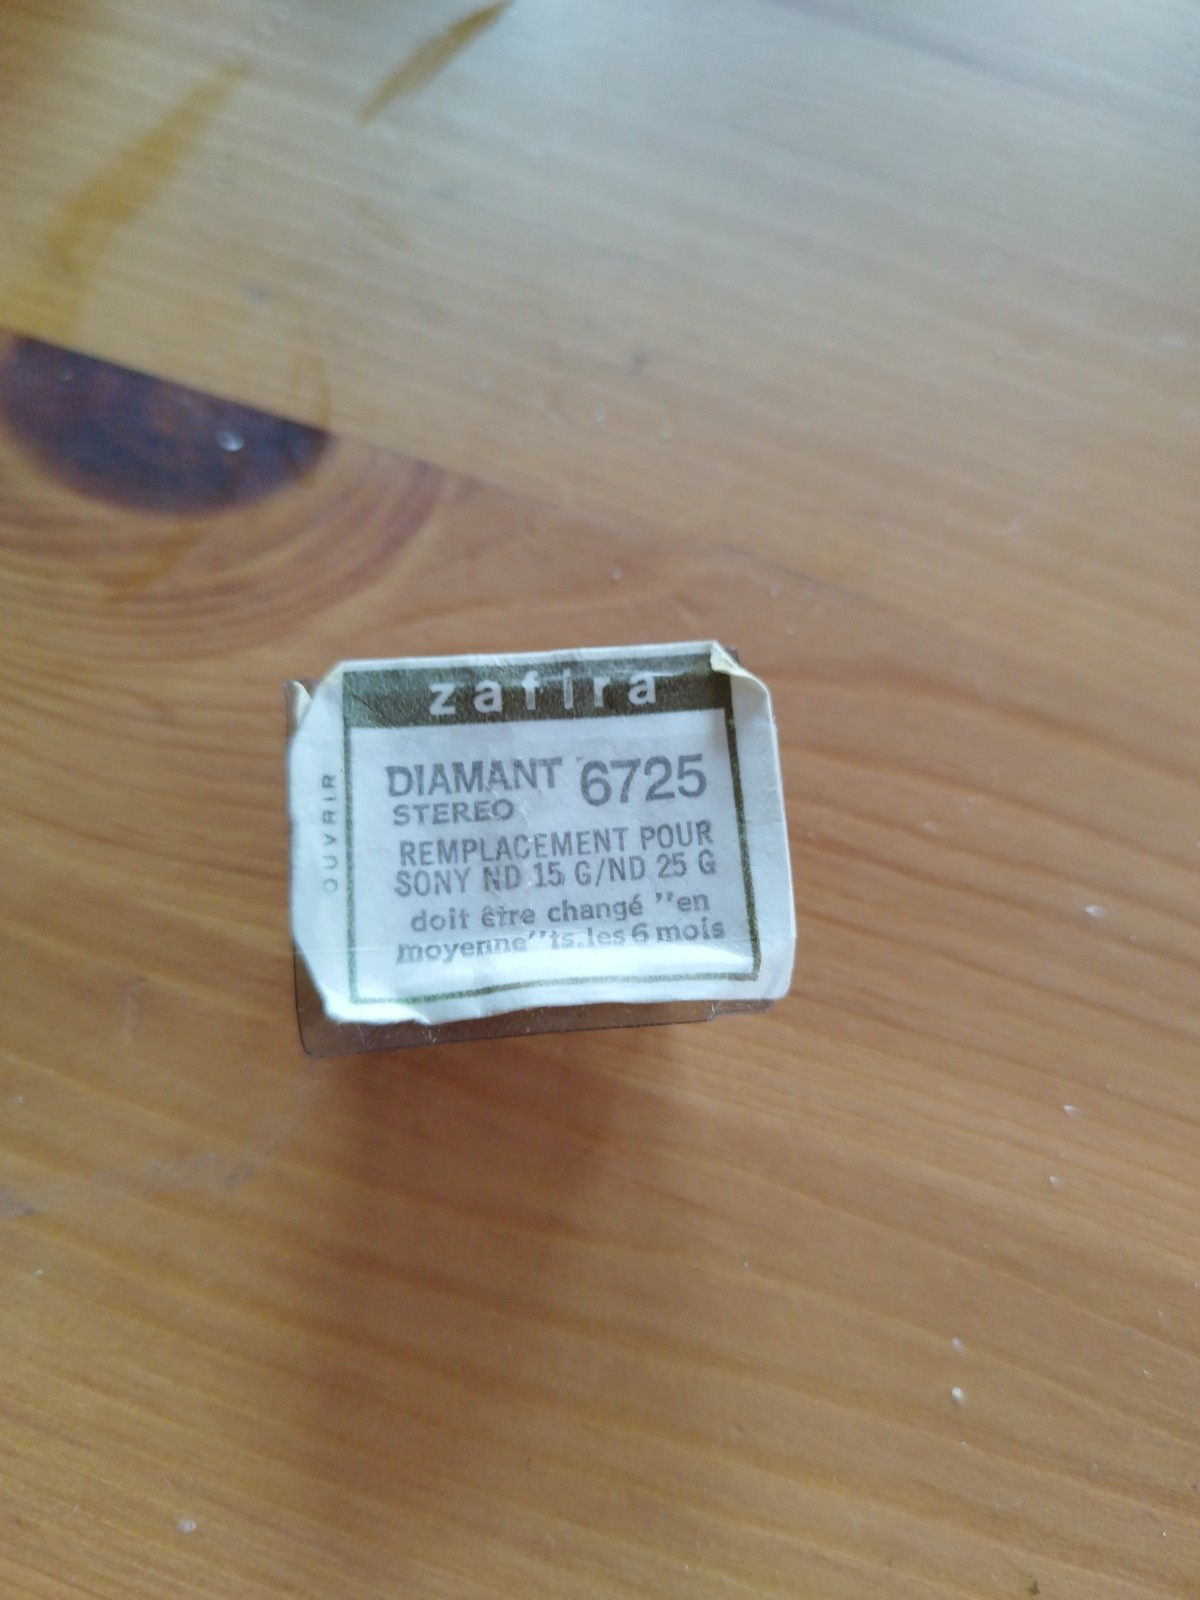 zafira
OUVRIR
DIAMANT 6725
STEREO
REMPLACEMENT POUR
SONY ND 15 G/ND 25 G
doit être changé "en
moyenne" ts.les 6 mois